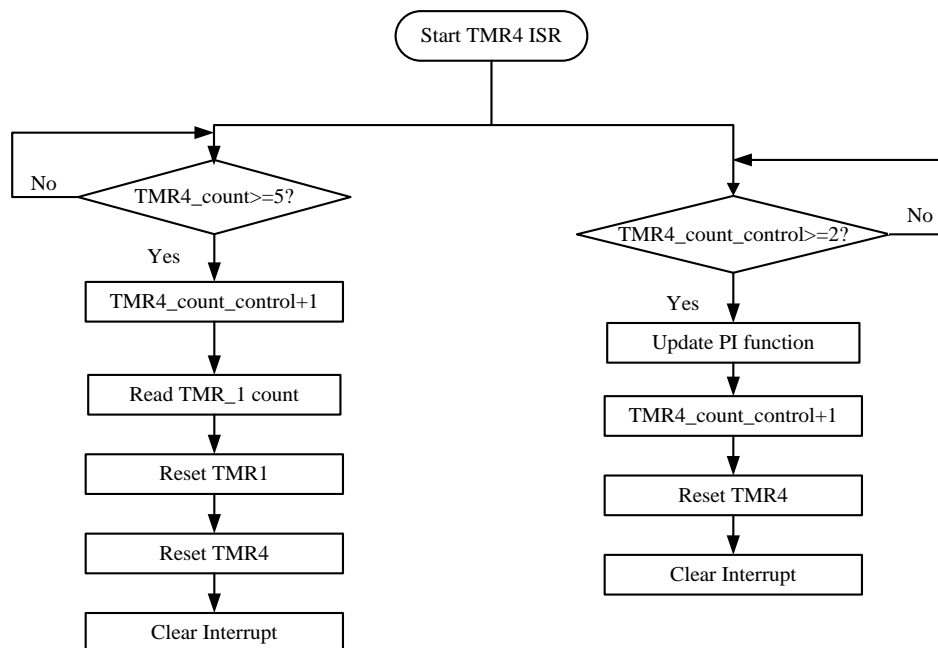 Start TMR4 ISR
No
TMR4_count>=5?
Yes
TMR4_count_control+1
Read TMR_1 count
Reset TMR1
Reset TMR4
Clear Interrupt
TMR4_count_control>=2?
No
Yes
Update PI function
TMR4_count_control+1
Reset TMR4
Clear Interrupt